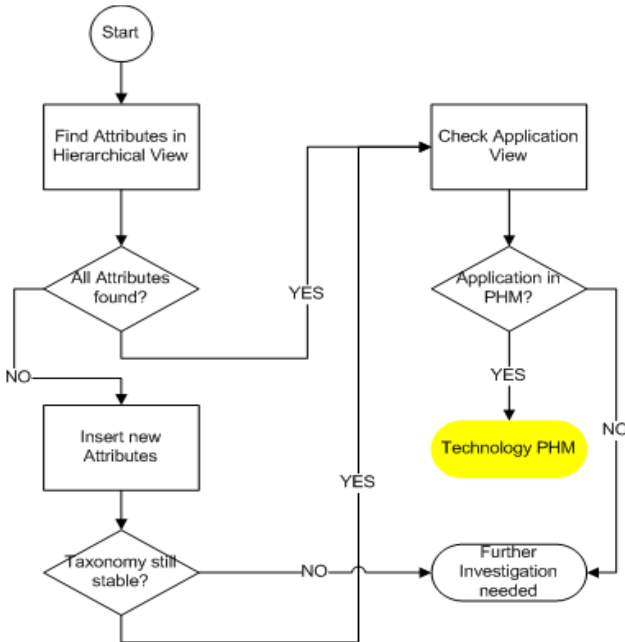 Start
Find Attributes in
Hierarchical View
All Attributes
found?
YES
NO
Insert new
Attributes
Taxonomy still
stable?
NO
YES
Check Application
View
Application in
PHM?
YES
NO
Technology PHM
Further
Investigation
needed